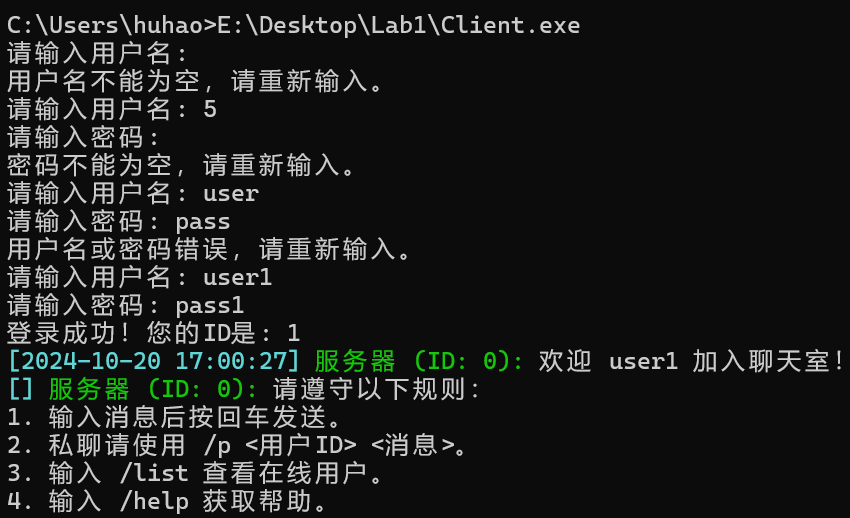 C:\Users\huhao>E:\Desktop\Lab1\Client.exe
请输入用户名：
用户名不能为空，请重新输入。
请输入用户名：5
请输入密码：
密码不能为空，请重新输入。
请输入用户名：user
请输入密码：pass
用户名或密码错误，请重新输入。
请输入用户名：user1
请输入密码：pass1
登录成功！您的ID是：1
[2024-10-20 17:00:27] 服务器 (ID: 0): 欢迎 user1 加入聊天室！
[] 服务器 (ID: 0): 请遵守以下规则：
1. 输入消息后按回车发送。
2. 私聊请使用 /p <用户ID> <消息>。
3. 输入 /list 查看在线用户。
4. 输入 /help 获取帮助。